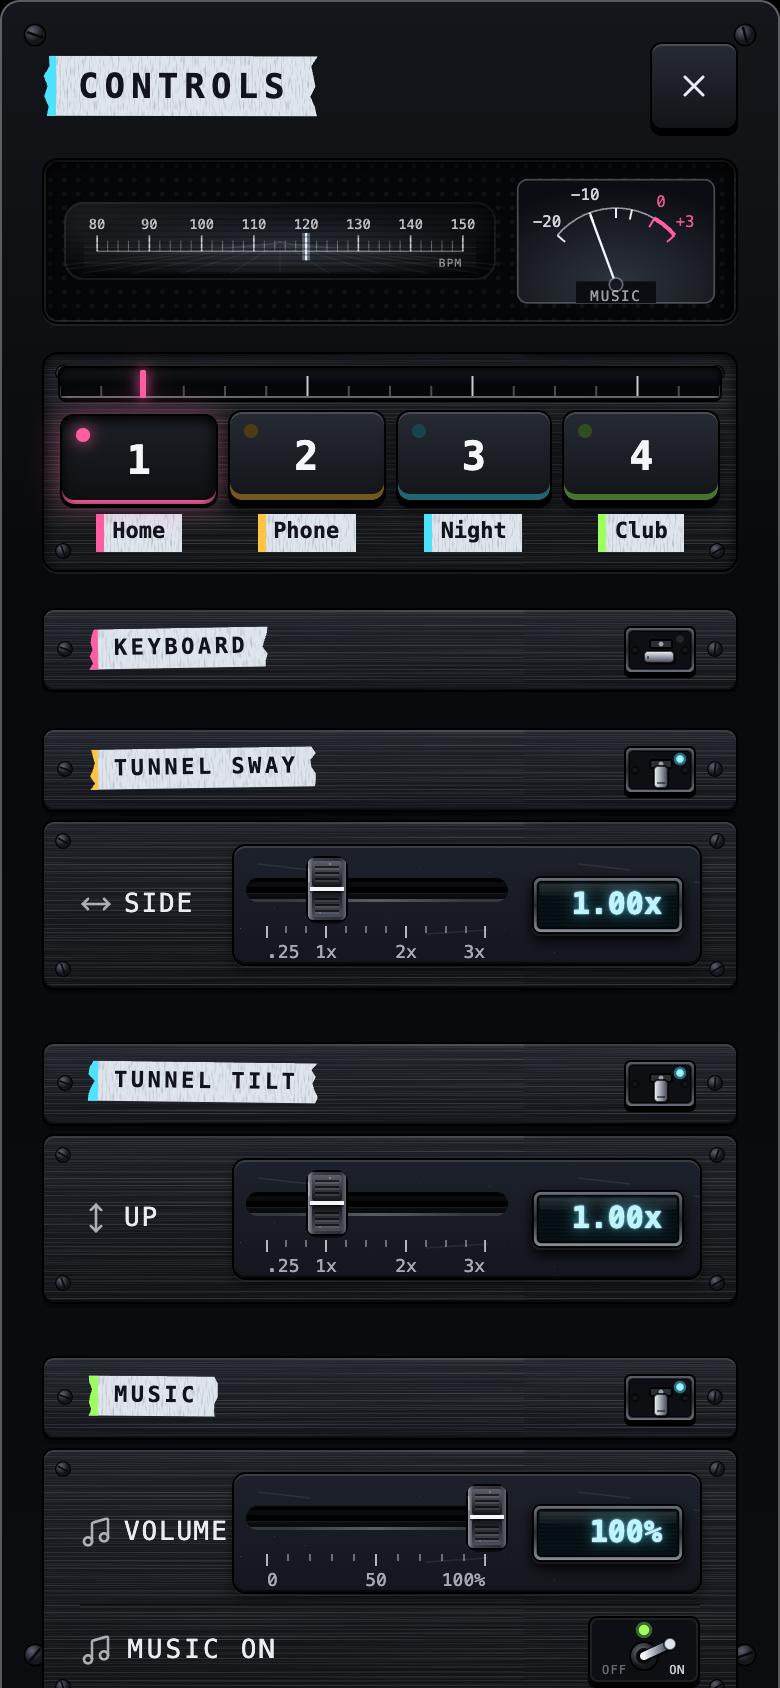 CONTROLS
80 90 100 110 120 130 140 150
BPM
-20 -10 0 +3
MUSIC
1 2 3 4
Home Phone Night Club
KEYBOARD
TUNNEL SWAY
SIDE 1.00x
.25 1x 2x 3x
TUNNEL TILT
UP 1.00x
.25 1x 2x 3x
MUSIC
VOLUME 100%
0 50 100%
MUSIC ON
OFF ON